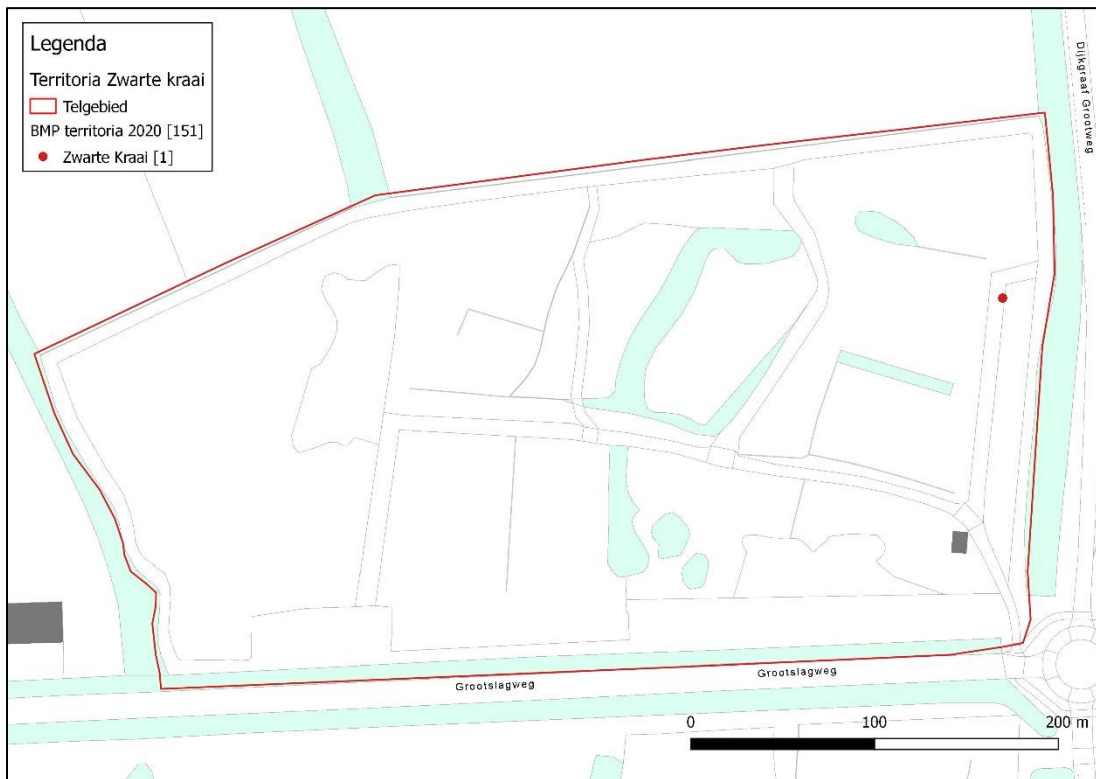 Legenda
Territoria Zwarte kraai
Telgebied
BMP territoria 2020 [151]
Zwarte Kraai [1]
Dijkgraaf Grootweg
Grootslagweg
Grootslagweg
0 100 200 m